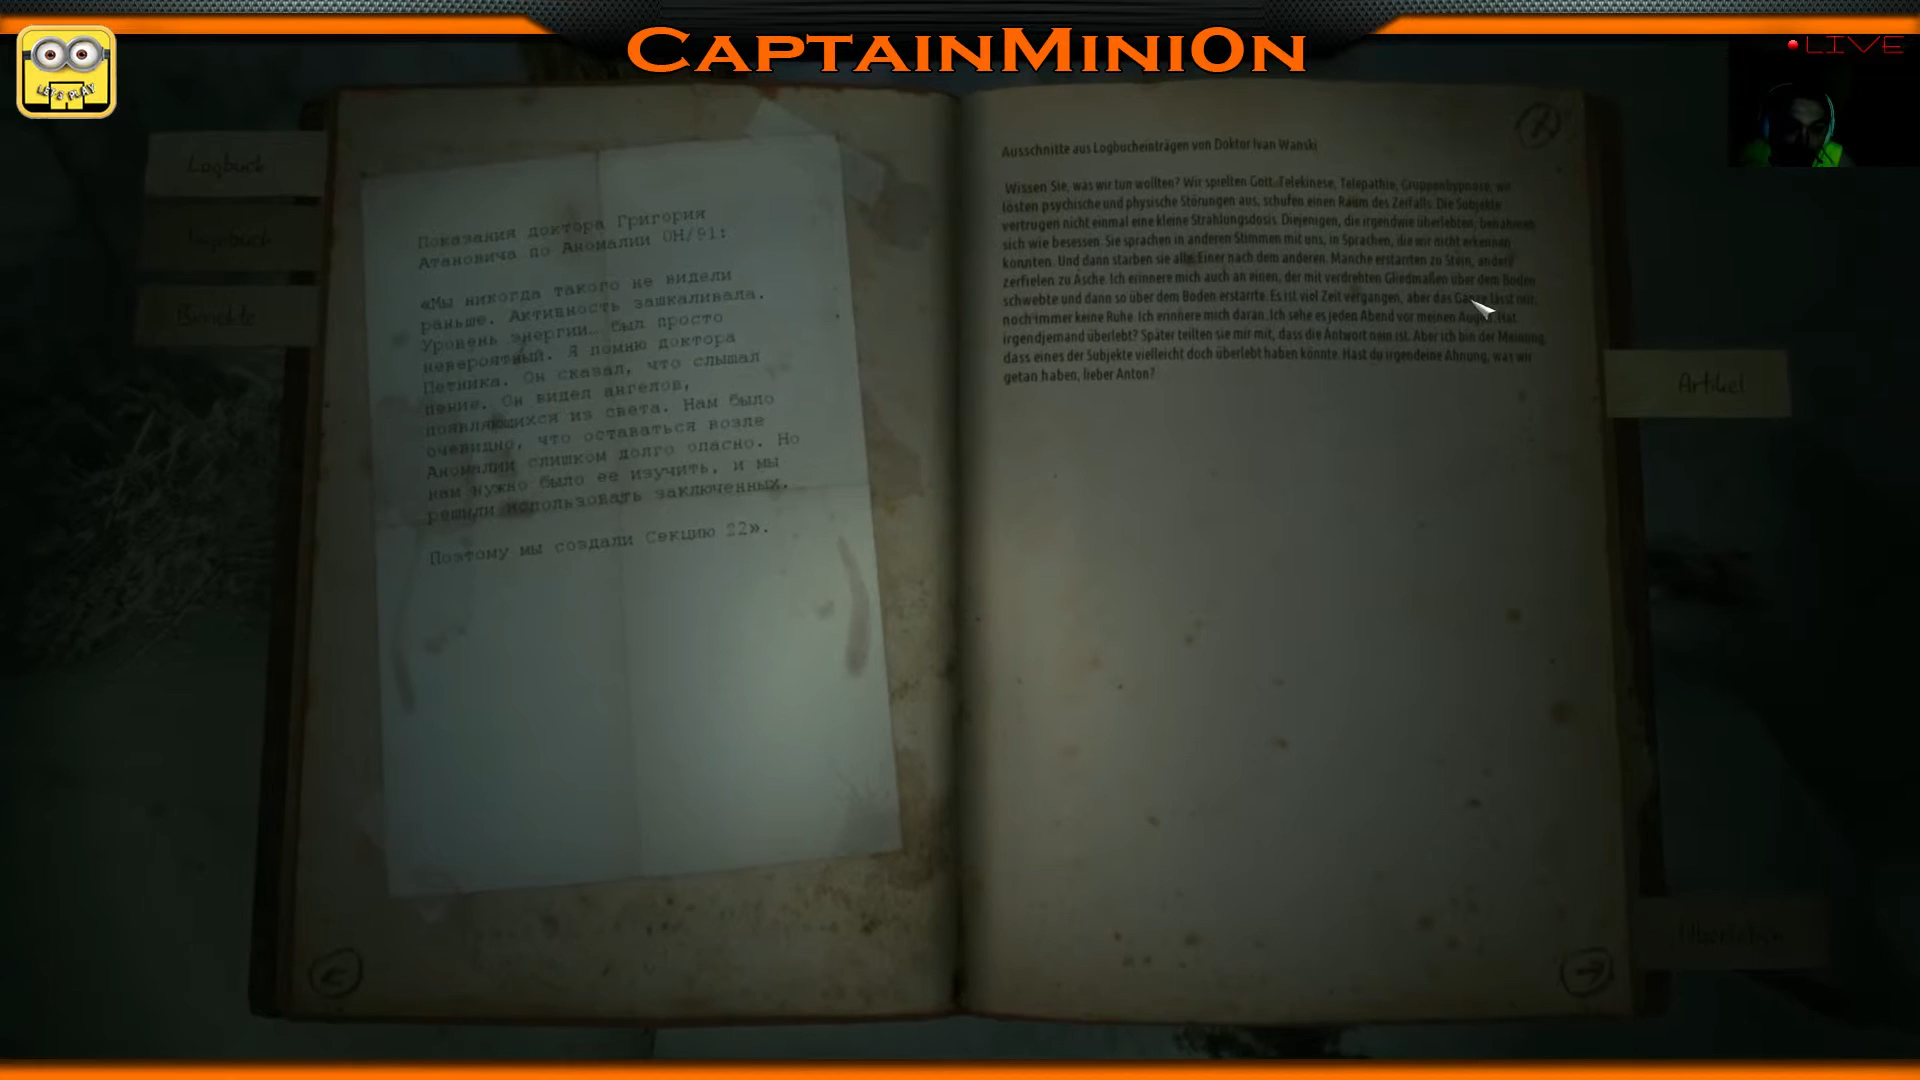 CAPTAINMINI0N
LIVE
LET'S PLAY
Logbuch
Показания доктора Григория
Атановича по Аномалии ОН/91:
«Мы никогда такого не видели
раньше. Активность зашкаливала.
Уровень энергии… был просто
невероятный. Я помню доктора
Петника. Он сказал, что слышал
пение. Он видел ангелов,
появляющихся из света. Нам было
очевидно, что оставаться возле
Аномалии слишком долго опасно. Но
нам нужно было ее изучить, и мы
решили использовать заключенных.
Поэтому мы создали Секцию 22».
Ausschnitte aus Logbucheinträgen von Doktor Ivan Wanski
Wissen Sie, was wir tun wollten? Wir spielten Gott. Telekinese, Telepathie, Gruppenhypnose, wir
lösten psychische und physische Störungen aus, schufen einen Raum des Zerfalls. Die Subjekte
vertrugen nicht einmal eine kleine Strahlungsdosis. Diejenigen, die irgendwie überlebten, benahmen
sich wie besessen. Sie sprachen in anderen Stimmen mit uns, in Sprachen, die wir nicht erkennen
konnten. Und dann starben sie alle. Einer nach dem anderen. Manche erstarrten zu Stein, andere
zerfielen zu Asche. Ich erinnere mich auch an einen, der mit verdrehten Gliedmaßen über dem Boden
schwebte und dann so über dem Boden erstarrte. Es ist viel Zeit vergangen, aber das Ganze lässt mir
noch immer keine Ruhe. Ich erinnere mich daran. Ich sehe es jeden Abend vor meinen Augen. Hat
irgendjemand überlebt? Später teilten sie mir mit, dass die Antwort nein ist. Aber ich bin der Meinung,
dass eines der Subjekte vielleicht doch überlebt haben könnte. Hast du irgendeine Ahnung, was wir
getan haben, lieber Anton?
Artikel